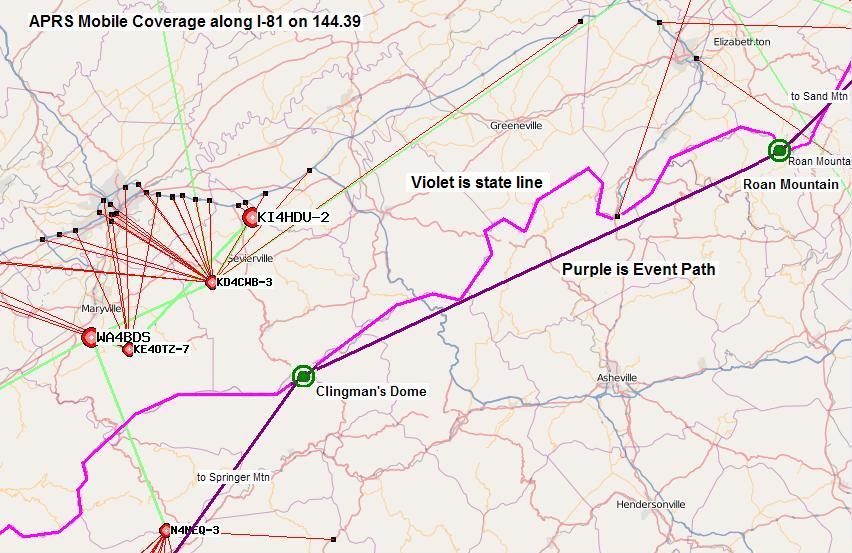 APRS Mobile Coverage along I-81 on 144.39
Elizabethton
to Sand Mtn
Greeneville
Roan Mounta
Violet is state line
Roan Mountain
KI4HDU-2
Sevierville
Purple is Event Path
KD4CWB-3
Maryville
WA4BDS
KE4OTZ-7
Asheville
Clingman's Dome
to Springer Mtn
Hendersonville
N4NEQ-3